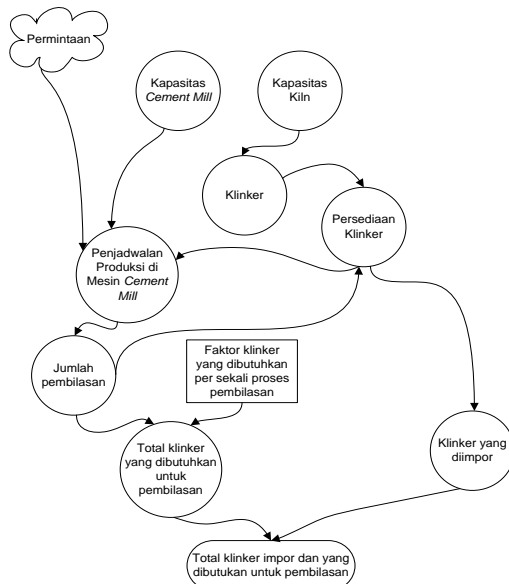 Permintaan
Kapasitas
Cement Mill
Kapasitas
Kiln
Klinker
Persediaan
Klinker
Penjadwalan
Produksi di
Mesin Cement
Mill
Jumlah
pembilasan
Faktor klinker
yang dibutuhkan
per sekali proses
pembilasan
Total klinker
yang dibutuhkan
untuk
pembilasan
Klinker yang
diimpor
Total klinker impor dan yang
dibutukan untuk pembilasan